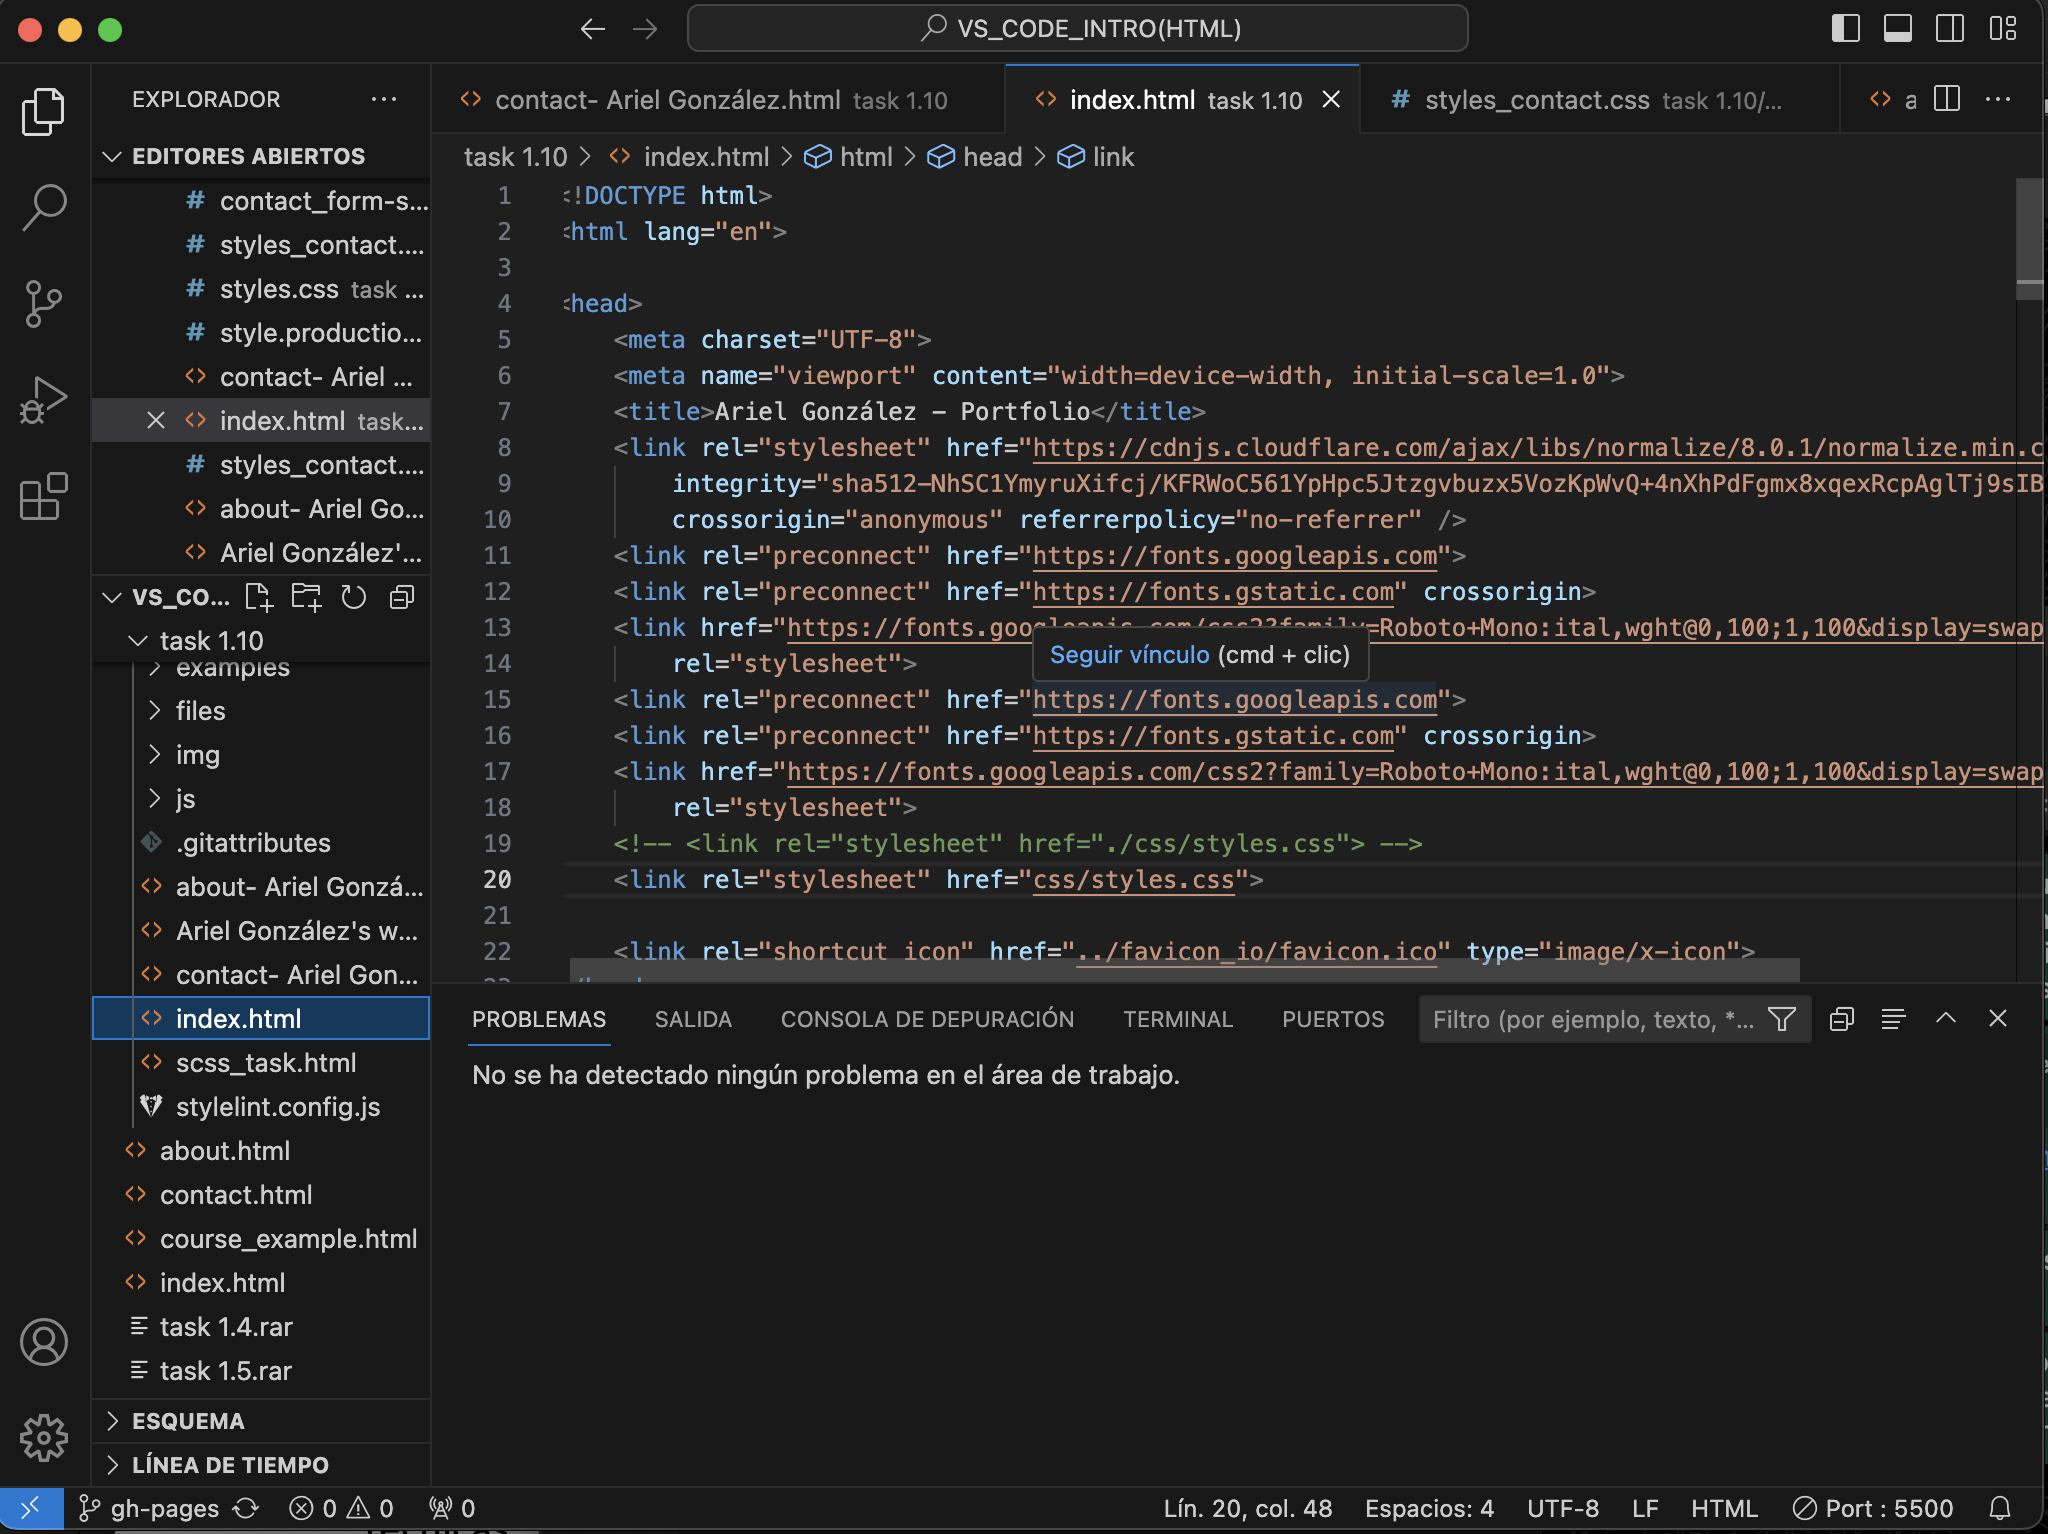 VS_CODE_INTRO(HTML)
EXPLORADOR
EDITORES ABIERTOS
# contact_form-s...
# styles_contact....
# styles.css task ...
# style.productio...
<> contact- Ariel ...
<> index.html task...
# styles_contact....
<> about- Ariel Go...
<> Ariel González'...
VS_CO...
task 1.10
examples
files
img
js
.gitattributes
<> about- Ariel Gonzá...
<> Ariel González's w...
<> contact- Ariel Gon...
<> index.html
<> scss_task.html
stylelint.config.js
<> about.html
<> contact.html
<> course_example.html
<> index.html
task 1.4.rar
task 1.5.rar
ESQUEMA
LÍNEA DE TIEMPO
<> contact- Ariel González.html task 1.10
<> index.html task 1.10
# styles_contact.css task 1.10/...
<> a
task 1.10 > <> index.html > html > head > link
1 <!DOCTYPE html>
2 <html lang="en">
3
4 <head>
5 <meta charset="UTF-8">
6 <meta name="viewport" content="width=device-width, initial-scale=1.0">
7 <title>Ariel González - Portfolio</title>
8 <link rel="stylesheet" href="https://cdnjs.cloudflare.com/ajax/libs/normalize/8.0.1/normalize.min.c
9 integrity="sha512-NhSC1YmyruXifcj/KFRWoC561YpHpc5Jtzgvbuzx5VozKpWvQ+4nXhPdFgmx8xqexRcpAglTj9sIB
10 crossorigin="anonymous" referrerpolicy="no-referrer" />
11 <link rel="preconnect" href="https://fonts.googleapis.com">
12 <link rel="preconnect" href="https://fonts.gstatic.com" crossorigin>
13 <link href="https://fonts.googleapis.com/css2?family=Roboto+Mono:ital,wght@0,100;1,100&display=swap
Seguir vínculo (cmd + clic)
14 rel="stylesheet">
15 <link rel="preconnect" href="https://fonts.googleapis.com">
16 <link rel="preconnect" href="https://fonts.gstatic.com" crossorigin>
17 <link href="https://fonts.googleapis.com/css2?family=Roboto+Mono:ital,wght@0,100;1,100&display=swap
18 rel="stylesheet">
19 <!-- <link rel="stylesheet" href="./css/styles.css"> -->
20 <link rel="stylesheet" href="css/styles.css">
21
22 <link rel="shortcut icon" href="../favicon_io/favicon.ico" type="image/x-icon">
PROBLEMAS SALIDA CONSOLA DE DEPURACIÓN TERMINAL PUERTOS Filtro (por ejemplo, texto, *...
No se ha detectado ningún problema en el área de trabajo.
gh-pages 0 0 0 Lín. 20, col. 48 Espacios: 4 UTF-8 LF HTML Port : 5500